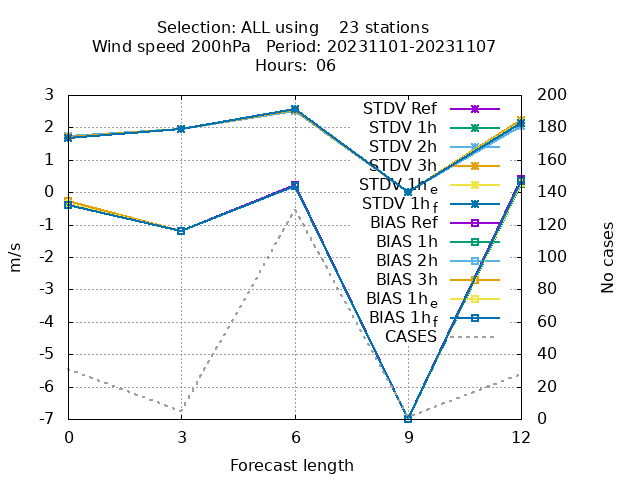 Selection: ALL using    23 stations
Wind speed 200hPa   Period: 20231101-20231107
Hours: 06
3
2
1
0
-1
-2
-3
-4
-5
-6
-7
m/s
200
180
160
140
120
100
80
60
40
20
0
No cases
STDV Ref
STDV 1h
STDV 2h
STDV 3h
STDV 1he
STDV 1hf
BIAS Ref
BIAS 1h
BIAS 2h
BIAS 3h
BIAS 1he
BIAS 1hf
CASES
0 3 6 9 12
Forecast length